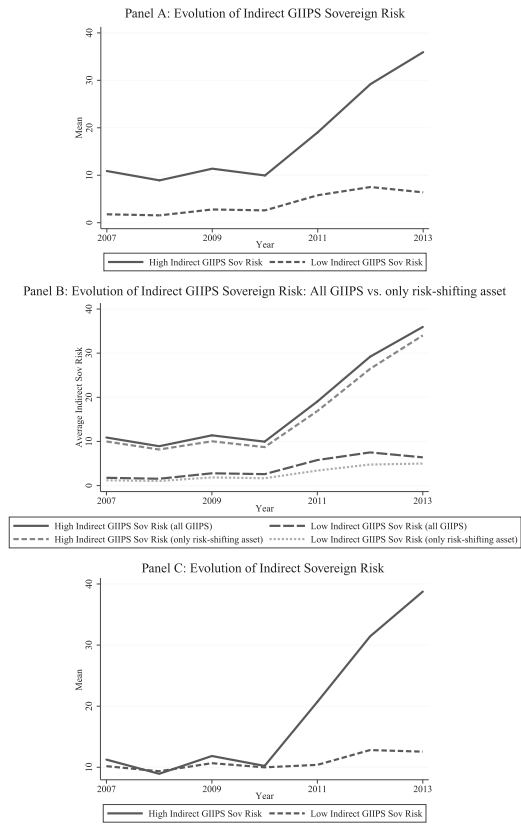 Panel A: Evolution of Indirect GIIPS Sovereign Risk
40
30
20
10
0
Mean
2007 2009 2011 2013
Year
High Indirect GIIPS Sov Risk Low Indirect GIIPS Sov Risk
Panel B: Evolution of Indirect GIIPS Sovereign Risk: All GIIPS vs. only risk-shifting asset
40
30
20
10
0
Average Indirect Sov Risk
2007 2009 2011 2013
Year
High Indirect GIIPS Sov Risk (all GIIPS) Low Indirect GIIPS Sov Risk (all GIIPS)
High Indirect GIIPS Sov Risk (only risk-shifting asset) Low Indirect GIIPS Sov Risk (only risk-shifting asset)
Panel C: Evolution of Indirect Sovereign Risk
40
30
20
10
Mean
2007 2009 2011 2013
Year
High Indirect GIIPS Sov Risk Low Indirect GIIPS Sov Risk